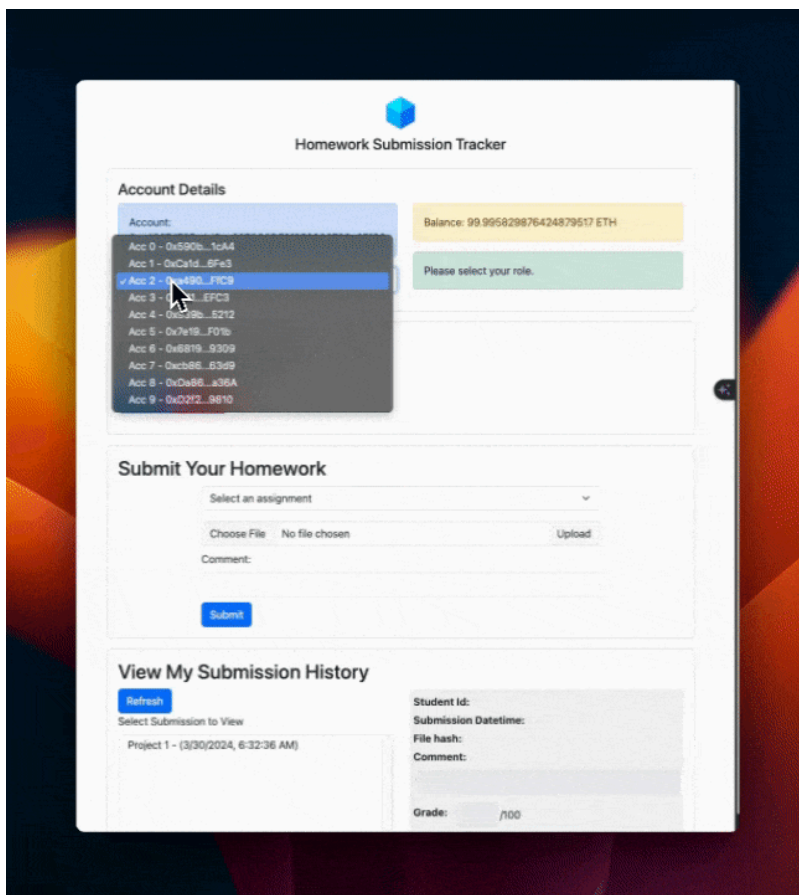 Homework Submission Tracker
Account Details
Account:
Balance: 99.995829876424879517 ETH
Acc 0 - 0x590b...1cA4
Acc 1 - 0xCa1d...6Fe3
Please select your role.
✓ Acc 2 - 0xa490...FfC9
Acc 3 - EFC3
Acc 4 - 5212
Acc 5 - 0x7e19...F01b
Acc 6 - 0x6819...9309
Acc 7 - 0xcb86...63d9
Acc 8 - 0xDa86...a36A
Acc 9 - 0xD2f2...9810
Submit Your Homework
Select an assignment
Choose File No file chosen Upload
Comment:
Submit
View My Submission History
Refresh
Select Submission to View
Project 1 - (3/30/2024, 6:32:36 AM)
Student Id:
Submission Datetime:
File hash:
Comment:
Grade: /100